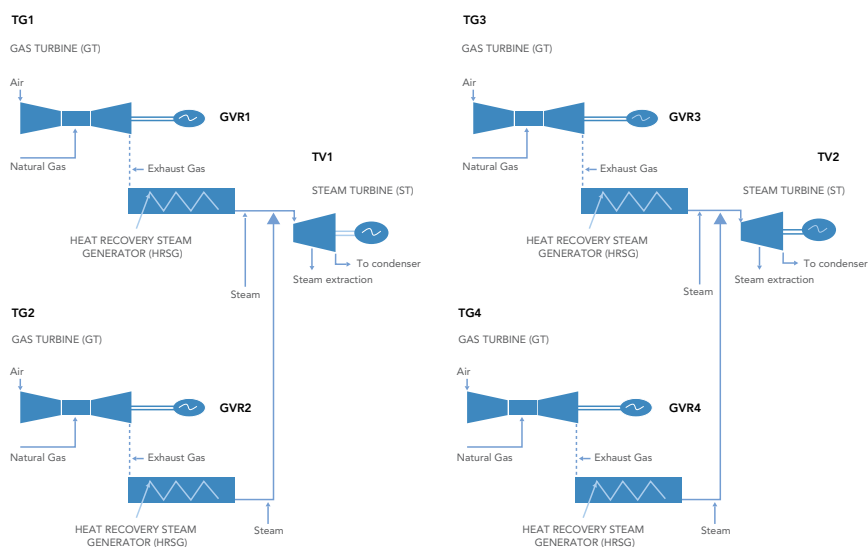 TG1
GAS TURBINE (GT)
Air
GVR1
Natural Gas
Exhaust Gas
TV1
STEAM TURBINE (ST)
HEAT RECOVERY STEAM
GENERATOR (HRSG)
To condenser
Steam extraction
Steam
TG2
GAS TURBINE (GT)
Air
GVR2
Natural Gas
Exhaust Gas
Steam
HEAT RECOVERY STEAM
GENERATOR (HRSG)
TG3
GAS TURBINE (GT)
Air
GVR3
Natural Gas
Exhaust Gas
TV2
STEAM TURBINE (ST)
HEAT RECOVERY STEAM
GENERATOR (HRSG)
To condenser
Steam extraction
Steam
TG4
GAS TURBINE (GT)
Air
GVR4
Natural Gas
Exhaust Gas
Steam
HEAT RECOVERY STEAM
GENERATOR (HRSG)